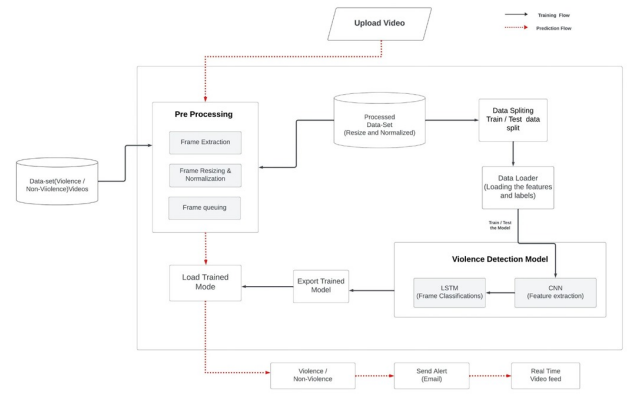 Upload Video
Training Flow
Prediction Flow
Pre Processing
Frame Extraction
Frame Resizing &
Normalization
Frame queuing
Data-set(Violence /
Non-Violence)Videos
Processed
Data-Set
(Resize and Normalized)
Data Spliting
Train / Test data
split
Data Loader
(Loading the features
and labels)
Train / Test
the Model
Violence Detection Model
LSTM
(Frame Classifications)
CNN
(Feature extraction)
Export Trained
Model
Load Trained
Mode
Violence /
Non-Violence
Send Alert
(Email)
Real Time
Video feed